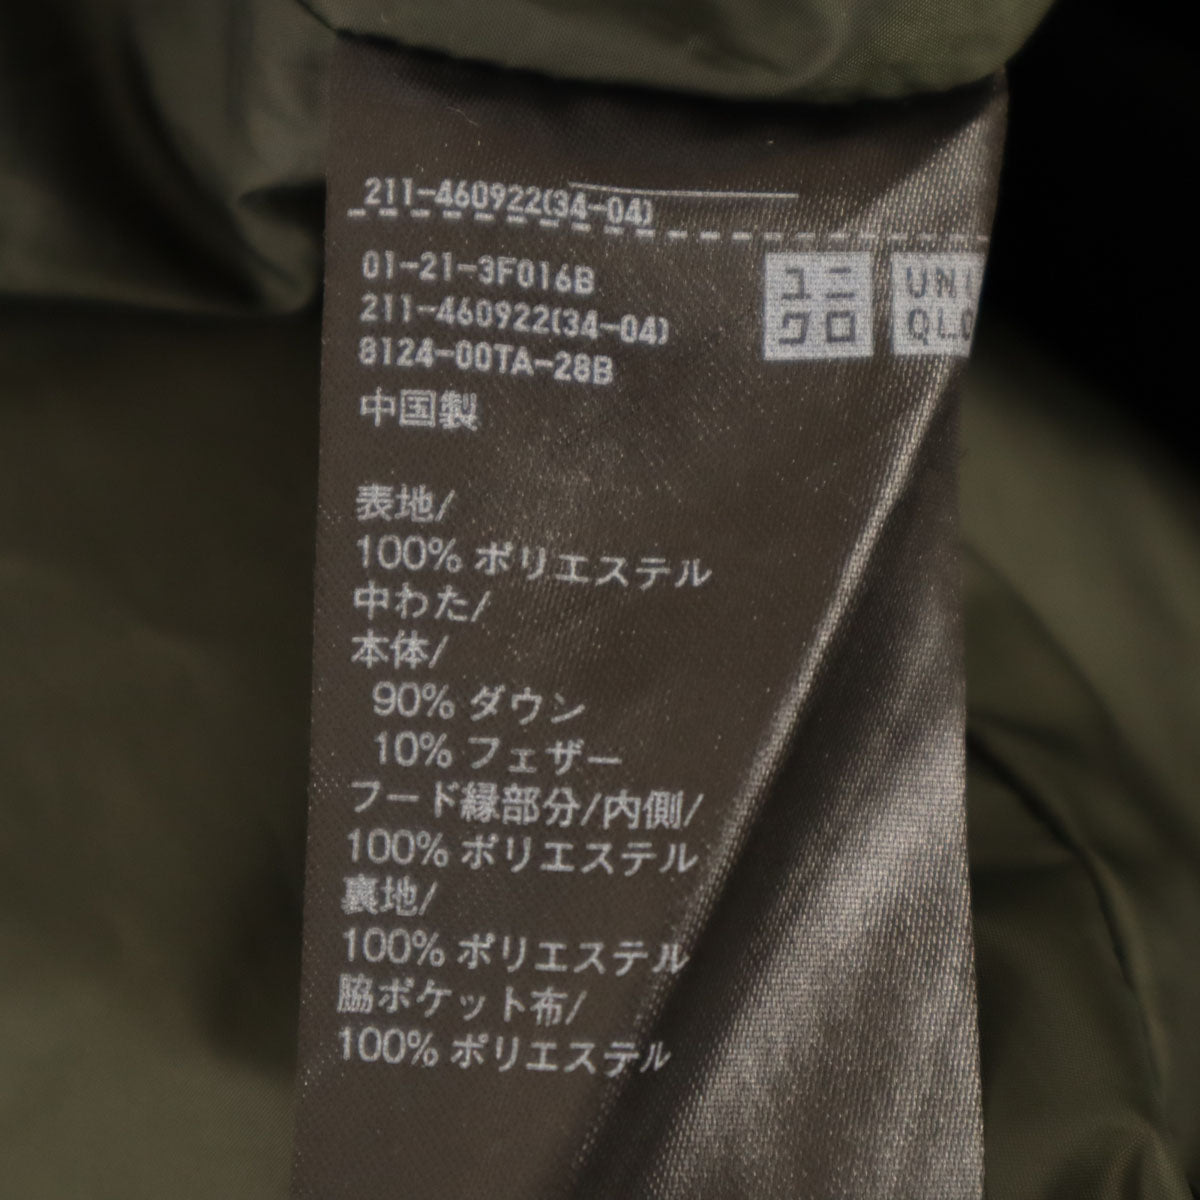 211-460922(34-04)
01-21-3F016B
211-460922(34-04)
8124-00TA-28B
中国製
ユニ
クロ
UNI
QLO
表地/
100% ポリエステル
中わた/
本体/
90% ダウン
10% フェザー
フード縁部分/内側/
100% ポリエステル
裏地/
100% ポリエステル
脇ポケット布/
100% ポリエステル